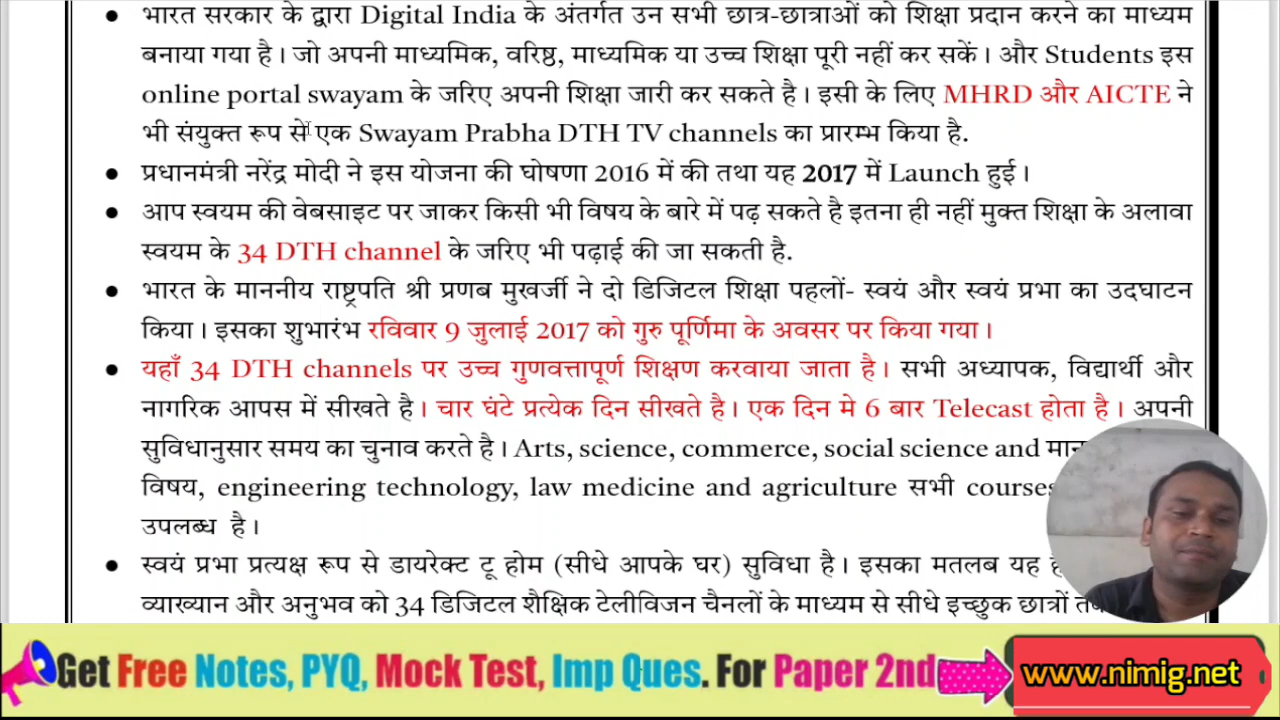 भारत सरकार के द्वारा Digital India के अंतर्गत उन सभी छात्र-छात्राओं को शिक्षा प्रदान करने का माध्यम
बनाया गया है। जो अपनी माध्यमिक, वरिष्ठ, माध्यमिक या उच्च शिक्षा पूरी नहीं कर सकें। और Students इस
online portal swayam के जरिए अपनी शिक्षा जारी कर सकते है। इसी के लिए MHRD और AICTE ने
भी संयुक्त रूप से एक Swayam Prabha DTH TV channels का प्रारम्भ किया है.
प्रधानमंत्री नरेंद्र मोदी ने इस योजना की घोषणा 2016 में की तथा यह 2017 में Launch हुई।
आप स्वयम की वेबसाइट पर जाकर किसी भी विषय के बारे में पढ़ सकते है इतना ही नहीं मुक्त शिक्षा के अलावा
स्वयम के 34 DTH channel के जरिए भी पढ़ाई की जा सकती है.
भारत के माननीय राष्ट्रपति श्री प्रणब मुखर्जी ने दो डिजिटल शिक्षा पहलों- स्वयं और स्वयं प्रभा का उदघाटन
किया। इसका शुभारंभ रविवार 9 जुलाई 2017 को गुरु पूर्णिमा के अवसर पर किया गया।
यहाँ 34 DTH channels पर उच्च गुणवत्तापूर्ण शिक्षण करवाया जाता है। सभी अध्यापक, विद्यार्थी और
नागरिक आपस में सीखते है। चार घंटे प्रत्येक दिन सीखते है। एक दिन मे 6 बार Telecast होता है। अपनी
सुविधानुसार समय का चुनाव करते है। Arts, science, commerce, social science and
विषय, engineering technology, law medicine and agriculture सभी courses
उपलब्ध है।
स्वयं प्रभा प्रत्यक्ष रूप से डायरेक्ट टू होम (सीधे आपके घर) सुविधा है। इसका मतलब यह
व्याख्यान और अनुभव को 34 डिजिटल शैक्षिक टेलीविजन चैनलों के माध्यम से सीधे इच्छुक छात्रों
Get Free Notes, PYQ, Mock Test, Imp Ques. For Paper 2nd
www.nimig.net